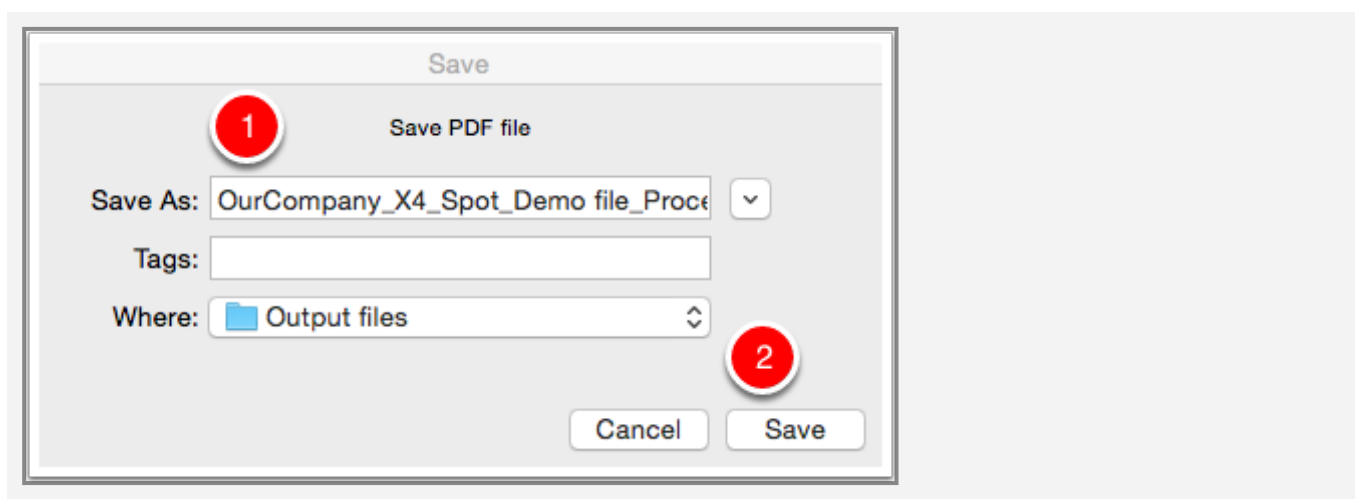 Save
1
Save PDF file
Save As: OurCompany_X4_Spot_Demo file_Proce
Tags:
Where: Output files
2
Cancel Save